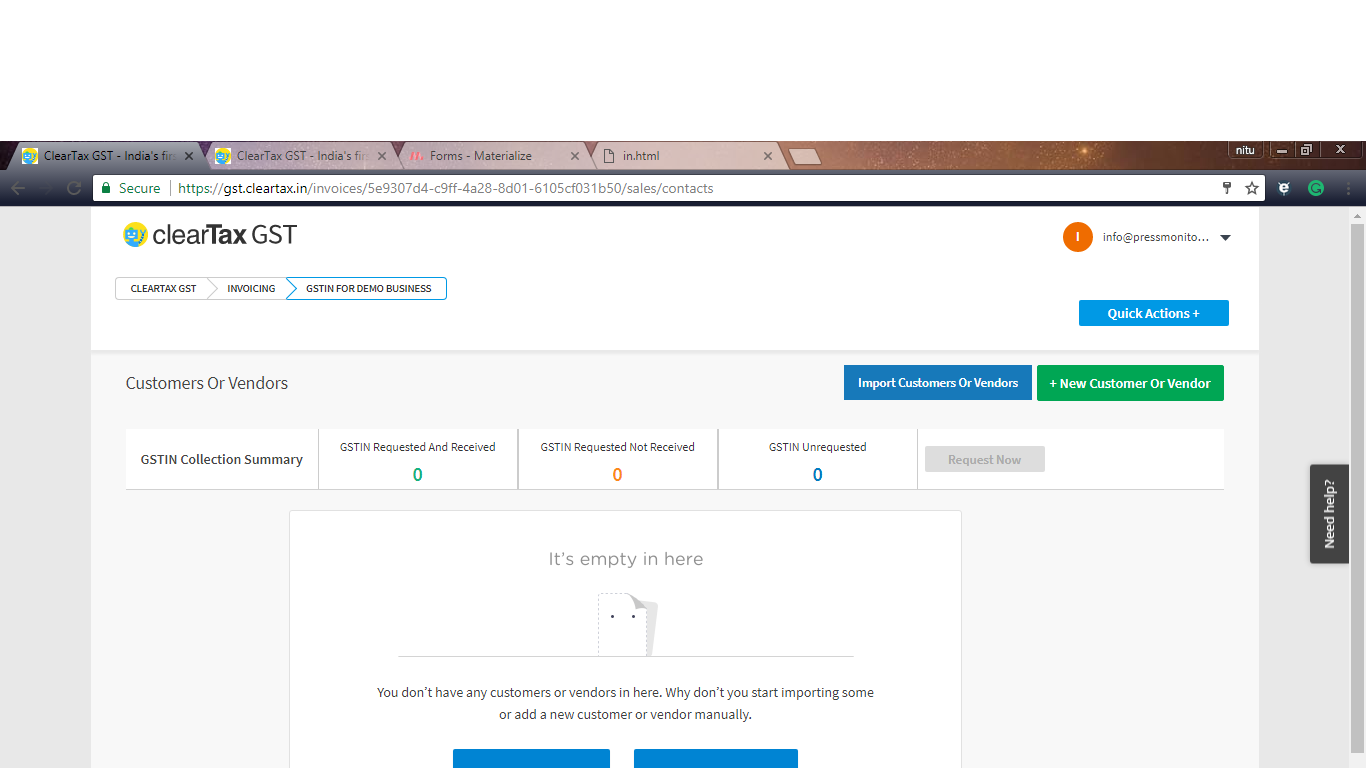 ClearTax GST - India's fir
ClearTax GST - India's fir
Forms - Materialize
in.html
nitu
Secure
https://gst.cleartax.in/invoices/5e9307d4-c9ff-4a28-8d01-6105cf031b50/sales/contacts
clearTax GST
I
info@pressmonito...
CLEARTAX GST
INVOICING
GSTIN FOR DEMO BUSINESS
Quick Actions +
Customers Or Vendors
Import Customers Or Vendors
+ New Customer Or Vendor
GSTIN Collection Summary
GSTIN Requested And Received
0
GSTIN Requested Not Received
0
GSTIN Unrequested
0
Request Now
Need help?
It's empty in here
You don't have any customers or vendors in here. Why don't you start importing some
or add a new customer or vendor manually.